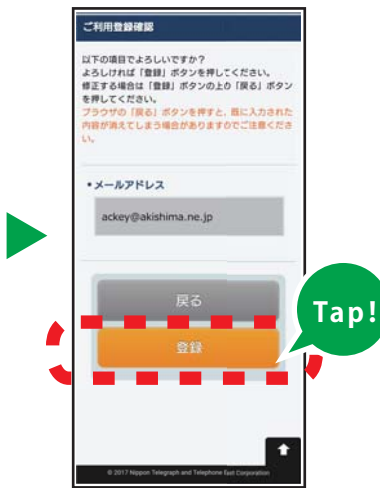 ご利用登録確認
以下の項目でよろしいですか?
よろしければ「登録」ボタンを押してください。
修正する場合は「登録」ボタンの上の「戻る」ボタン
を押してください。
ブラウザの「戻る」ボタンを押すと、既に入力された
内容が消えてしまう場合がありますのでご注意くださ
い。
•メールアドレス
ackey@akishima.ne.jp
戻る
登録
Tap!
© 2017 Nippon Telegraph and Telephone East Corporation